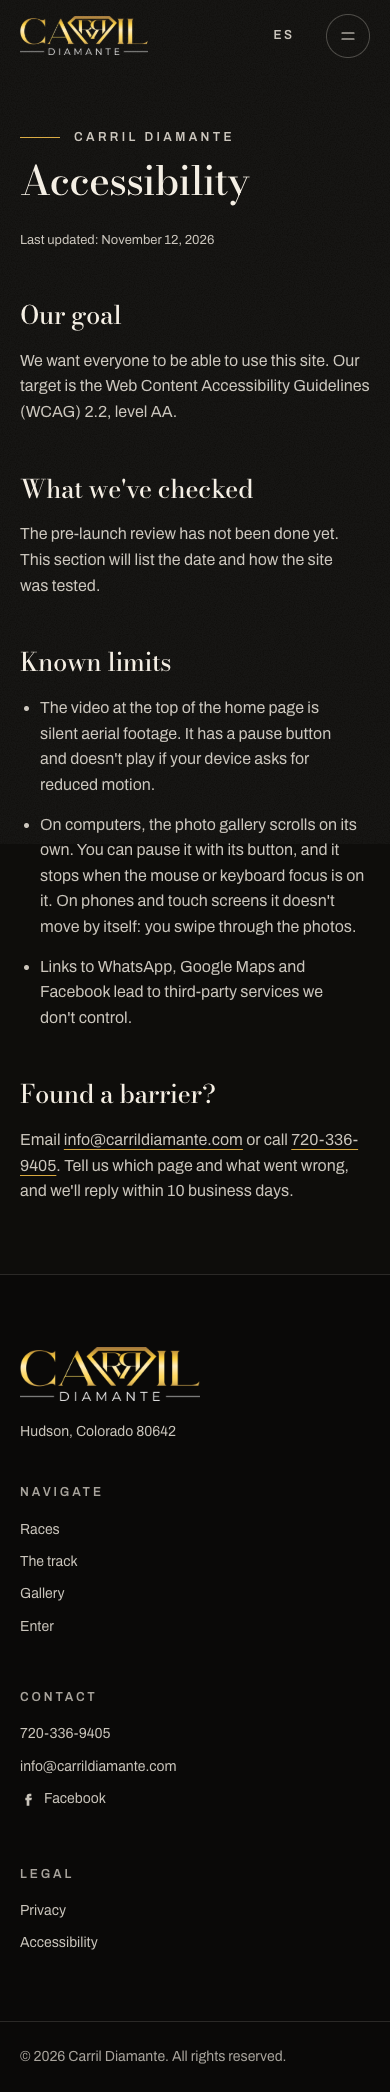 CARRIL
DIAMANTE
ES
CARRIL DIAMANTE
Accessibility
Last updated: November 12, 2026
Our goal
We want everyone to be able to use this site. Our
target is the Web Content Accessibility Guidelines
(WCAG) 2.2, level AA.
What we've checked
The pre-launch review has not been done yet.
This section will list the date and how the site
was tested.
Known limits
• The video at the top of the home page is
silent aerial footage. It has a pause button
and doesn't play if your device asks for
reduced motion.
• On computers, the photo gallery scrolls on its
own. You can pause it with its button, and it
stops when the mouse or keyboard focus is on
it. On phones and touch screens it doesn't
move by itself: you swipe through the photos.
• Links to WhatsApp, Google Maps and
Facebook lead to third-party services we
don't control.
Found a barrier?
Email info@carrildiamante.com or call 720-336-
9405. Tell us which page and what went wrong,
and we'll reply within 10 business days.
CARRIL
DIAMANTE
Hudson, Colorado 80642
NAVIGATE
Races
The track
Gallery
Enter
CONTACT
720-336-9405
info@carrildiamante.com
Facebook
LEGAL
Privacy
Accessibility
© 2026 Carril Diamante. All rights reserved.